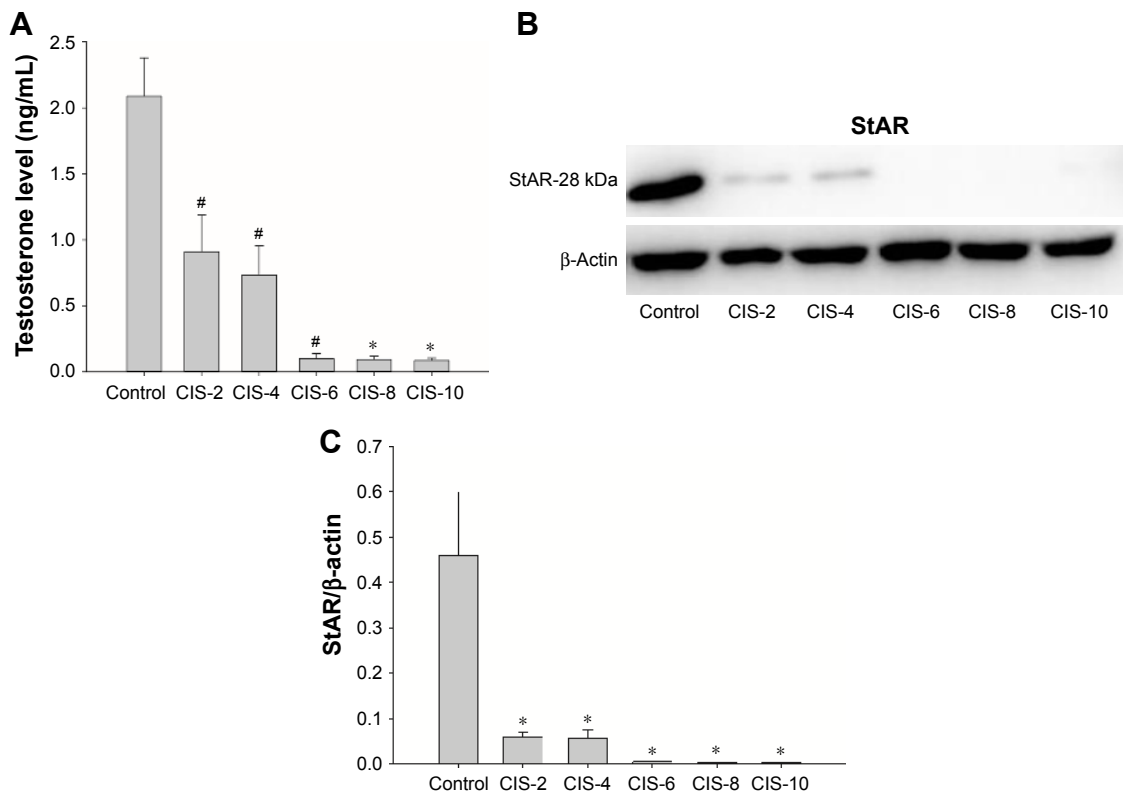 A
Testosterone level (ng/mL)
2.5
2.0
1.5
1.0
0.5
0.0
#
#
#
*
*
Control CIS-2 CIS-4 CIS-6 CIS-8 CIS-10
B
StAR
StAR-28 kDa
β-Actin
Control CIS-2 CIS-4 CIS-6 CIS-8 CIS-10
C
StAR/β-actin
0.7
0.6
0.5
0.4
0.3
0.2
0.1
0.0
*
*
*
*
*
Control CIS-2 CIS-4 CIS-6 CIS-8 CIS-10